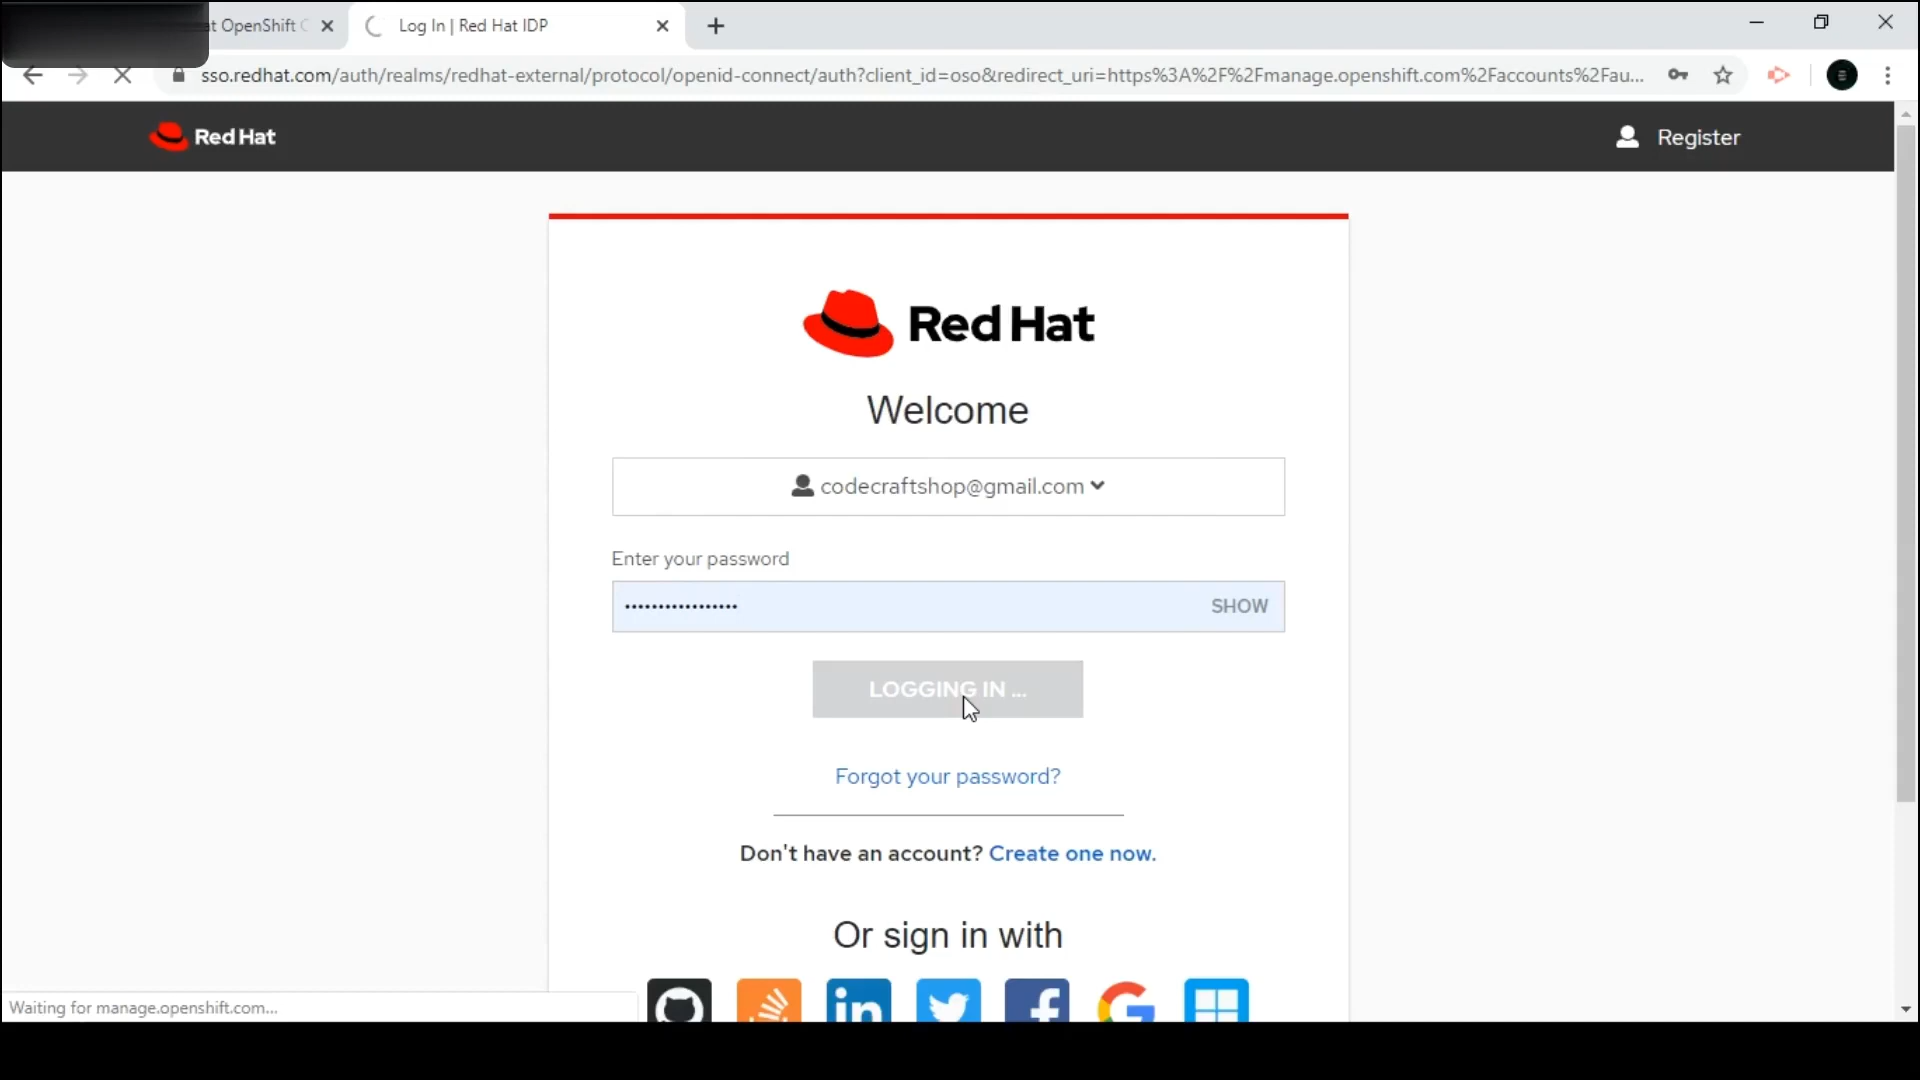 at OpenShift C
Log In | Red Hat IDP
sso.redhat.com/auth/realms/redhat-external/protocol/openid-connect/auth?client_id=oso&redirect_uri=https%3A%2F%2Fmanage.openshift.com%2Faccounts%2Fau...
Red Hat
Register
Red Hat
Welcome
codecraftshop@gmail.com
Enter your password
SHOW
LOGGING IN ...
Forgot your password?
Don't have an account? Create one now.
Or sign in with
in
Waiting for manage.openshift.com...